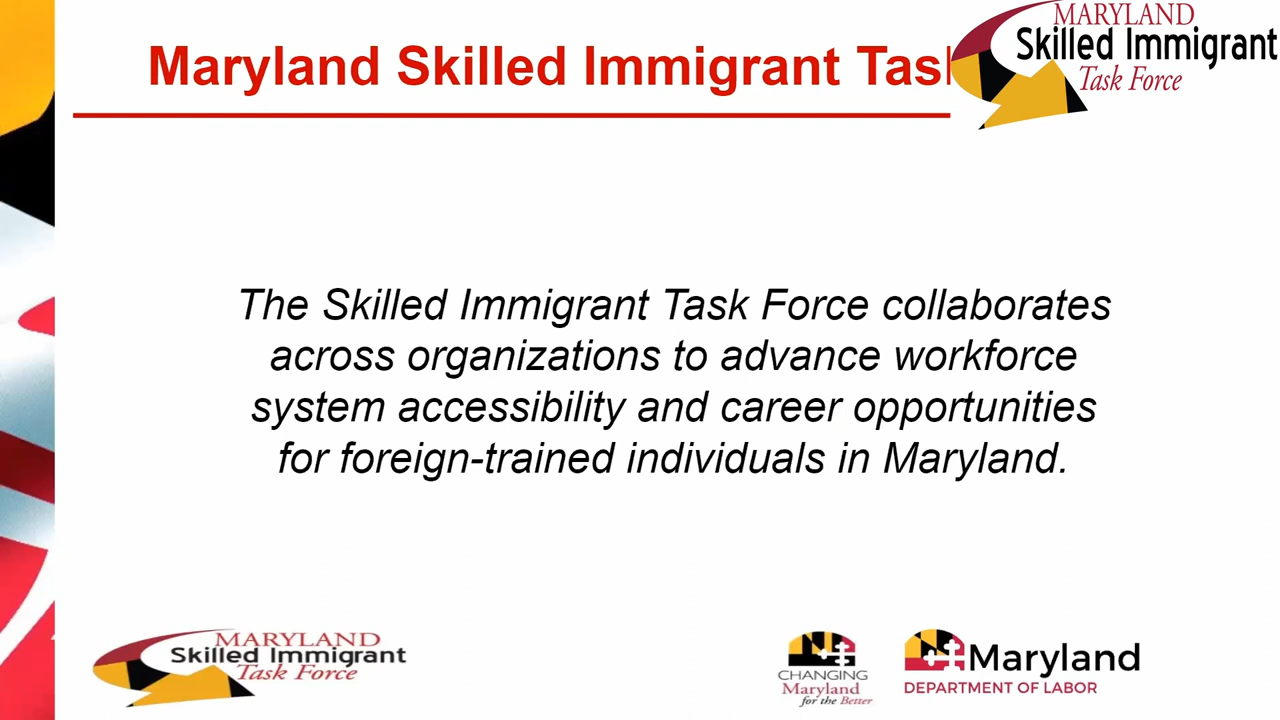 Maryland Skilled Immigrant Tas
MARYLAND
Skilled Immigrant
Task Force
The Skilled Immigrant Task Force collaborates
across organizations to advance workforce
system accessibility and career opportunities
for foreign-trained individuals in Maryland.
MARYLAND
Skilled Immigrant
Task Force
CHANGING
Maryland
for the Better
Maryland
DEPARTMENT OF LABOR